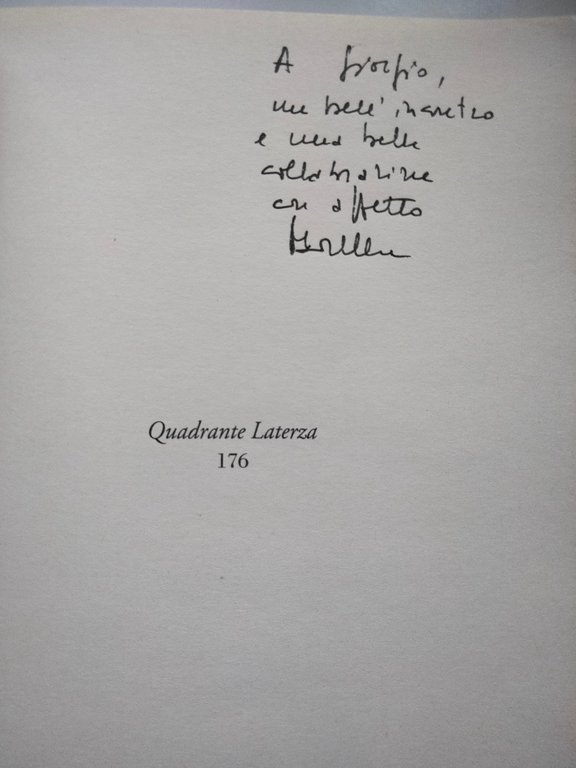 A Giorgio,
un bell' incontro
e una bella
collaborazione
con affetto
Quadrante Laterza
176